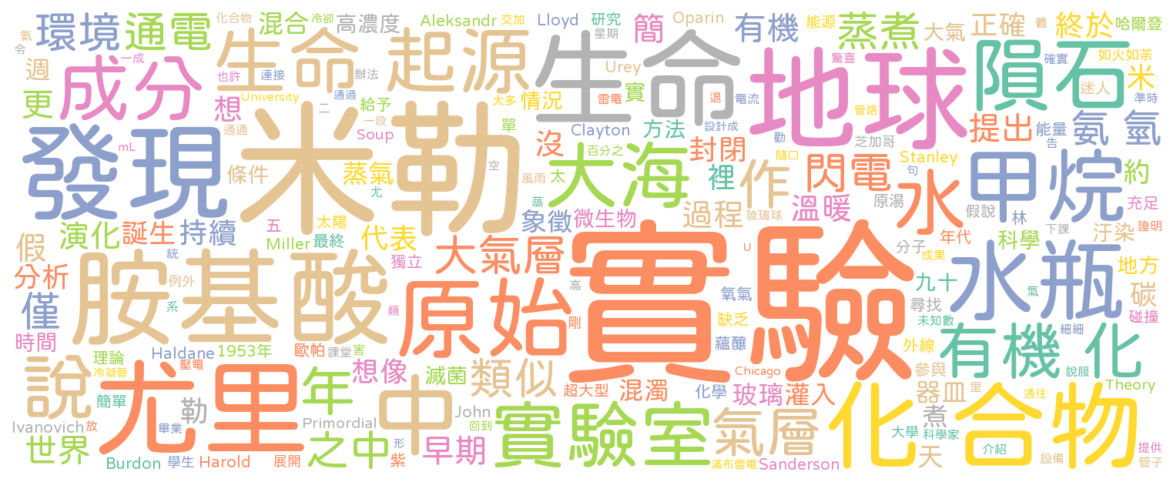 環境
通電
化合物
冷卻
混合
高濃度
Aleksandr
交加
Lloyd
研究
簡
Oparin
有機
能源
蒸煮
大氣
正確
終於
哈爾登
氨
令
一成
生命
起源
星期
Urey
驚喜
如火如荼
確實
週
成分
也許
連接
辦法
太多
情況
雷電
實
生命
退
電流
地球
管路
隕石
迷人
米
準時
更
想
University
通過
給予
一段
二
Soup
單
Clayton
方法
設計成
勸
芝加哥
提出
能量
告
氨
氫
發現
通通
mL
條件
蒸氣
尤
米勒
空
風雨
沒
百分之
大海
封閉
裡
太
隨口
閃電
句
Stanley
作
水
甲烷
約
充足
蒸
象徵
微生物
過程
玻璃球
溫暖
原湯
假說
林
下課
證明
假
演化
誕生
持續
五
太陽
代表
Miller
最終
年代
科學
汙染
分析
統
例外
獨立
大氣層
U
分子
成果
九十
地方
碳
僅
胺基酸
系
頻
原始
剛
高
實驗
氧氣
缺乏
尋找
未知數
水瓶
氣
細細
碰撞
時間
理論
Haldane
1953年
歐帕
課堂
害
蘊釀
外線
有機
化
冷凝管
壓電
Chicago
參與
說服
說
簡單
尤里
年
想像
滅菌
類似
超大型
混濁
化學
玻璃
灌入
器皿
里
通往
Theory
Ivanovich
放
勒
Primordial
中
John
回到
實驗室
氣層
煮
化合物
世界
畢業
之中
形
早期
大學
科學家
天
介紹
設備
提供
Burdon
學生
Harold
展開
紫
滿布雷電
Sanderson
管子